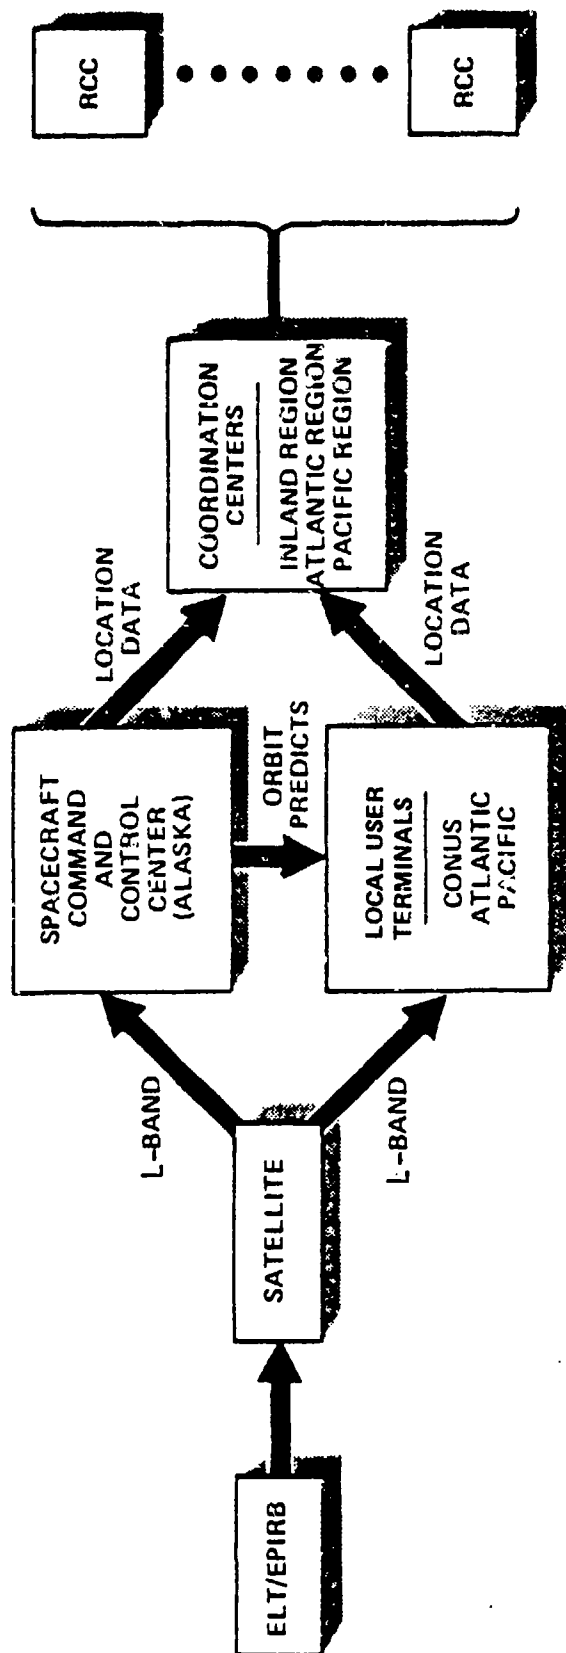 ELT/EPIRB
SATELLITE
L-BAND
L-BAND
SPACECRAFT
COMMAND
AND
CONTROL
CENTER
(ALASKA)
ORBIT
PREDICTS
LOCAL USER
TERMINALS
CONUS
ATLANTIC
PACIFIC
LOCATION
DATA
LOCATION
DATA
COORDINATION
CENTERS
INLAND REGION
ATLANTIC REGION
PACIFIC REGION
RCC
RCC